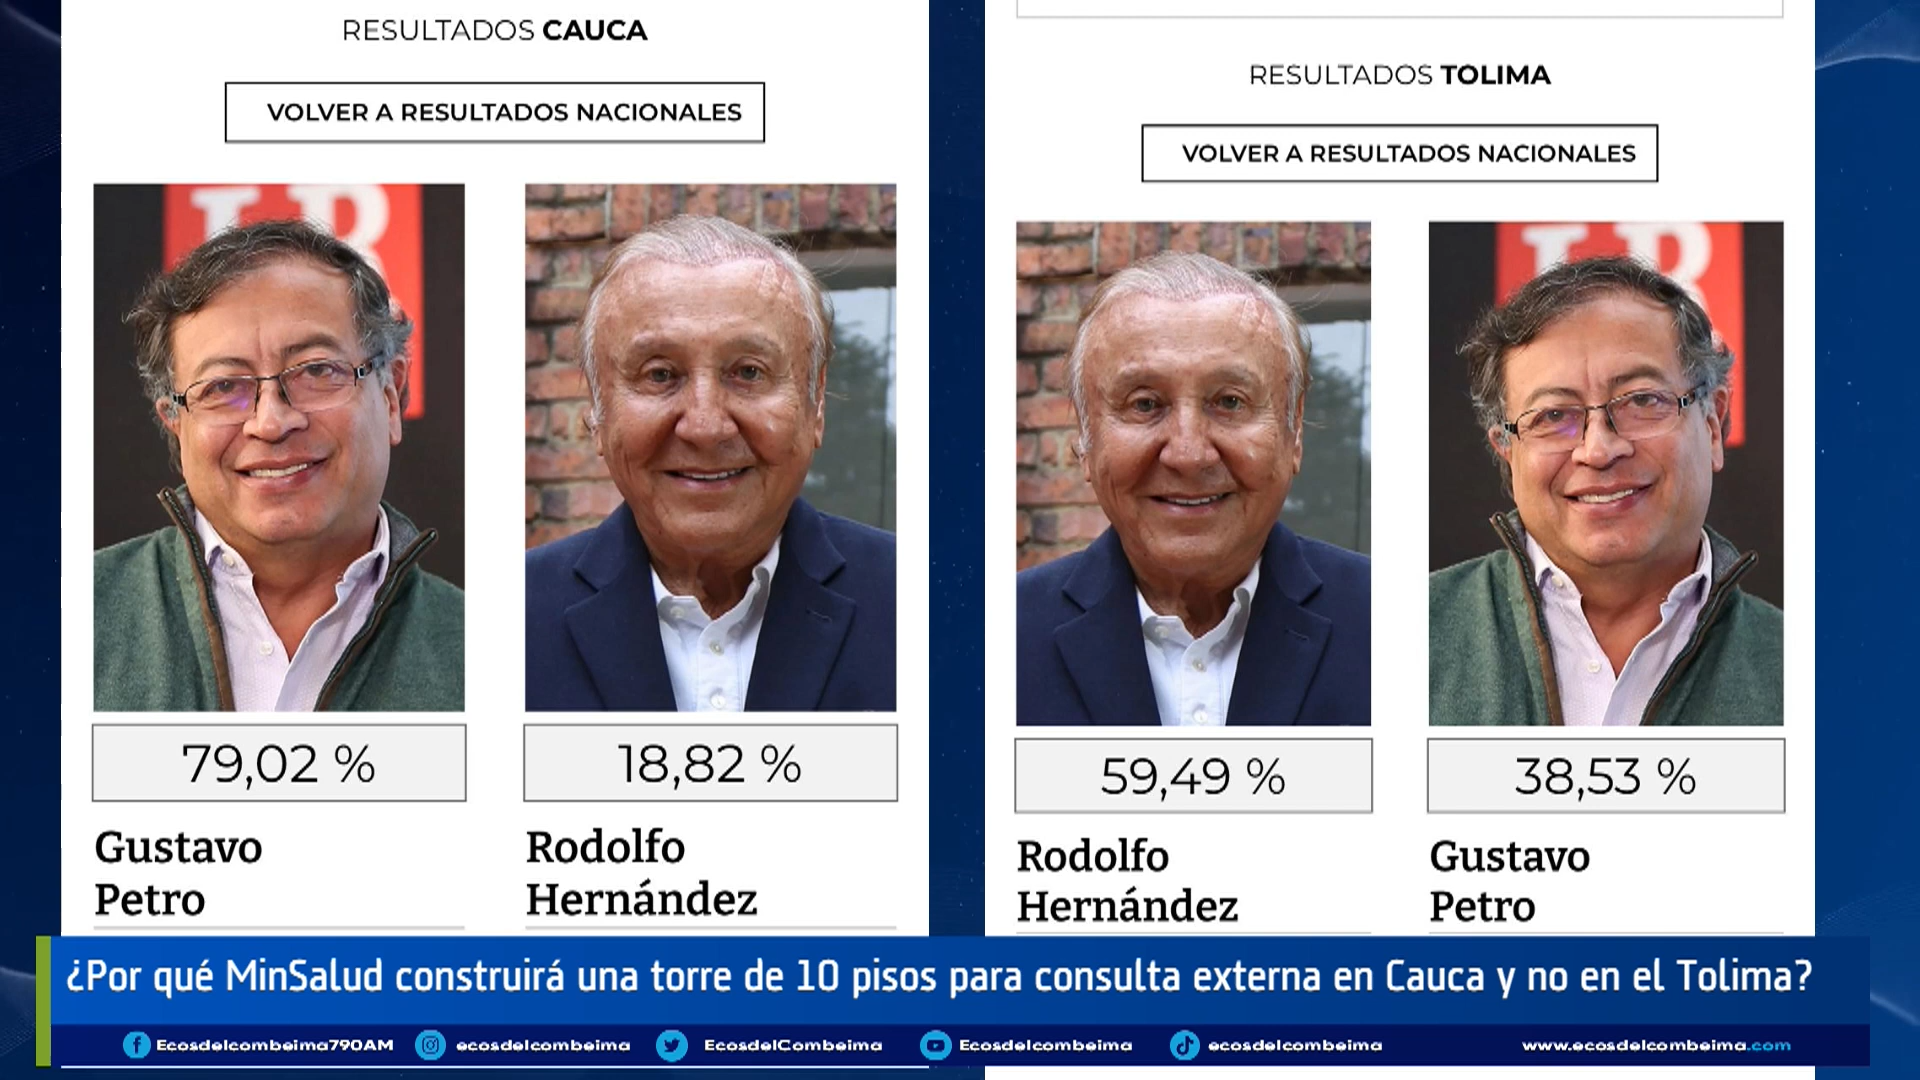 RESULTADOS CAUCA
VOLVER A RESULTADOS NACIONALES
79,02 %
18,82 %
Gustavo
Petro
Rodolfo
Hernández
RESULTADOS TOLIMA
VOLVER A RESULTADOS NACIONALES
59,49 %
38,53 %
Rodolfo
Hernández
Gustavo
Petro
¿Por qué MinSalud construirá una torre de 10 pisos para consulta externa en Cauca y no en el Tolima?
Ecosdelcombeima790AM ecosdelcombeima EcosdelCombeima Ecosdelcombeima ecosdelcombeima www.ecosdelcombeima.com